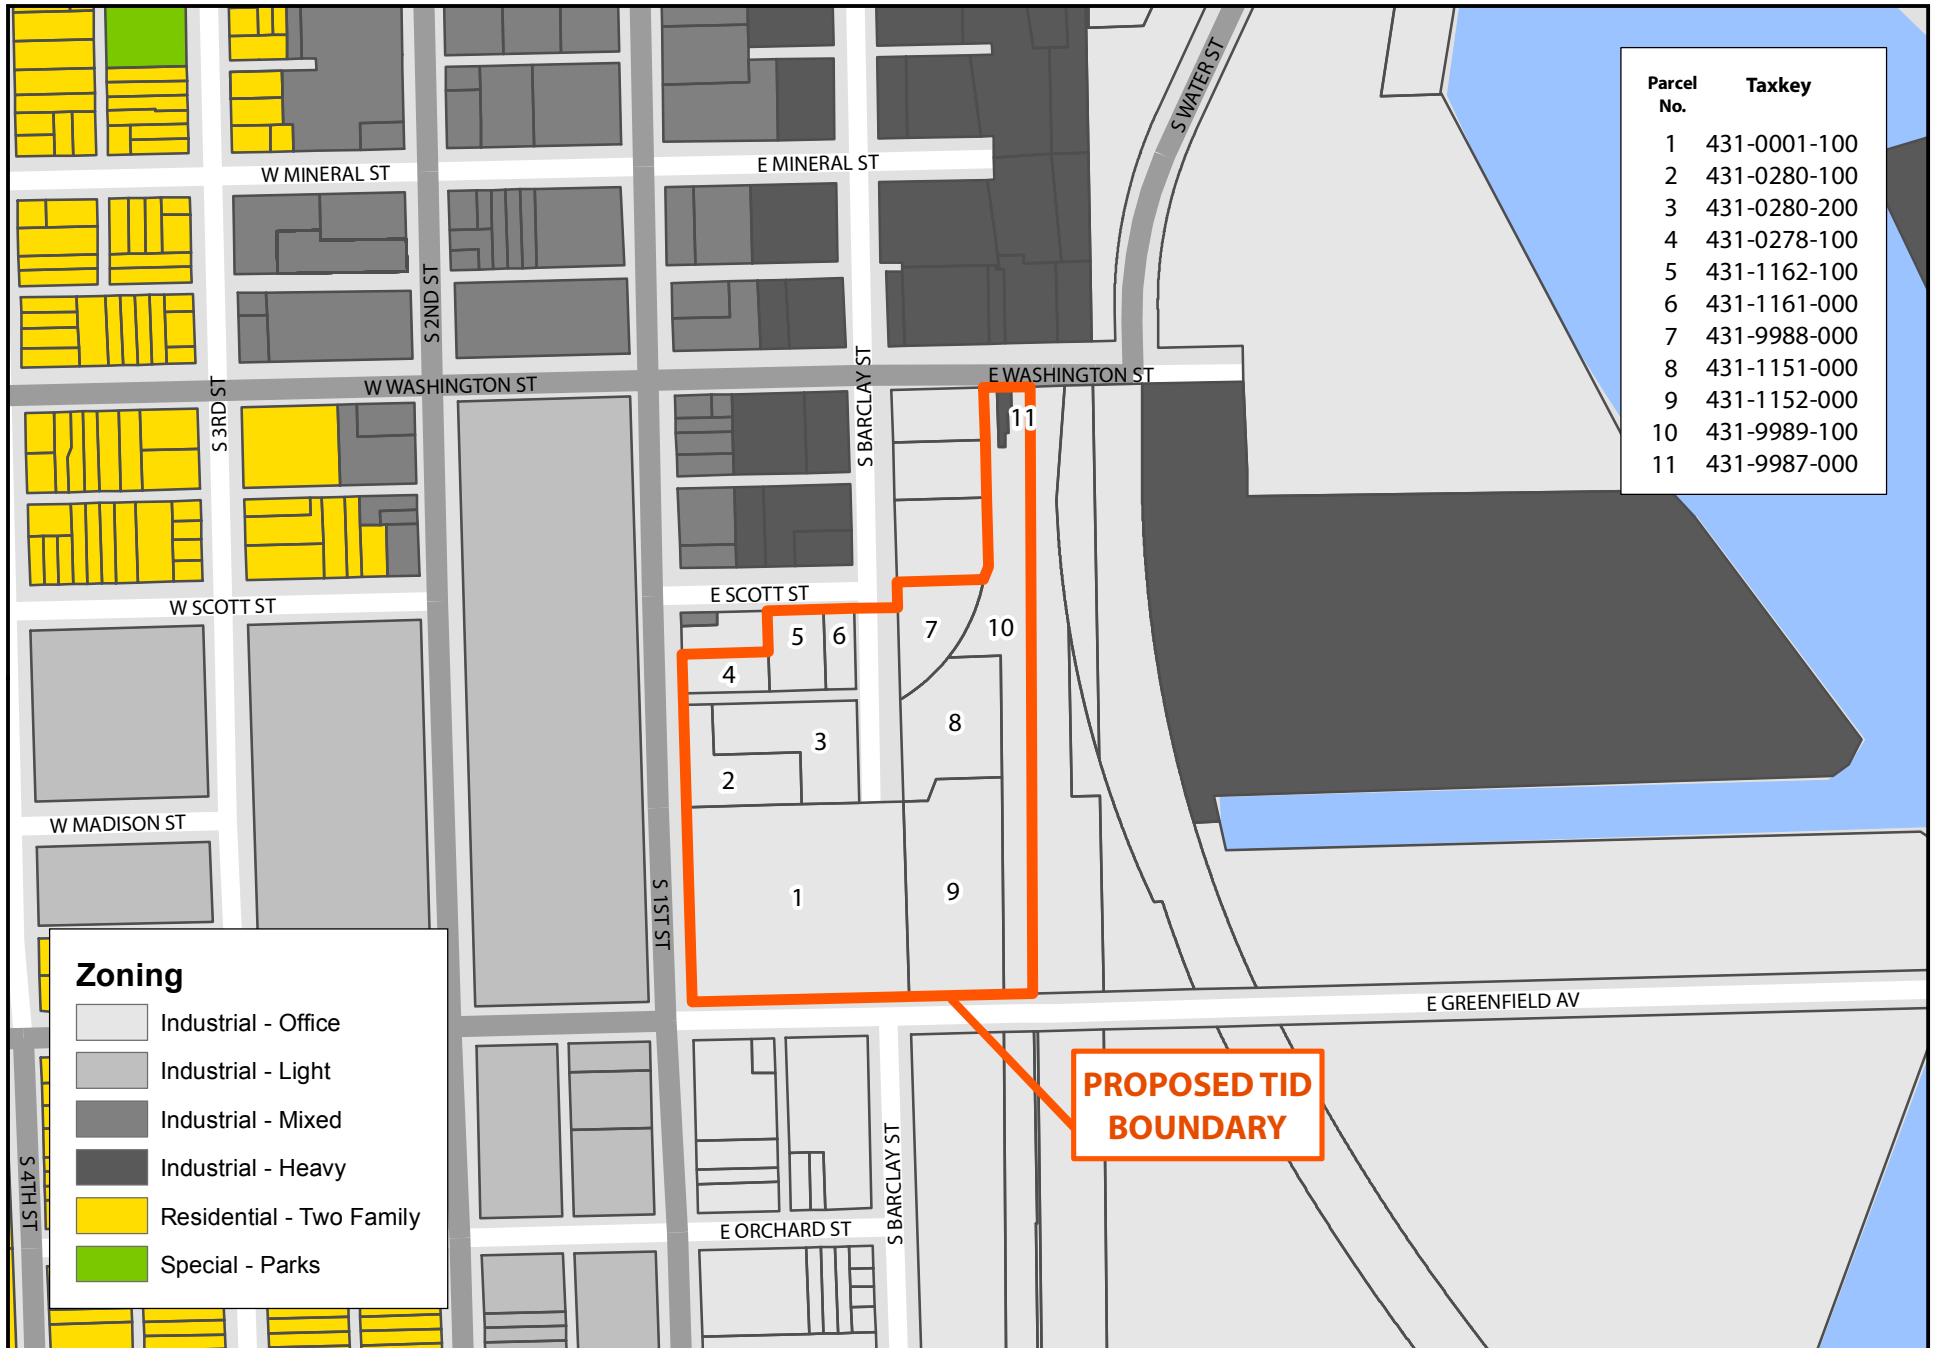 S WATER ST
Parcel No. Taxkey
1 431-0001-100
2 431-0280-100
3 431-0280-200
4 431-0278-100
5 431-1162-100
6 431-1161-000
7 431-9988-000
8 431-1151-000
9 431-1152-000
10 431-9989-100
11 431-9987-000
W MINERAL ST
E MINERAL ST
S 2ND ST
S BARCLAY ST
W WASHINGTON ST
E WASHINGTON ST
S 3RD ST
11
W SCOTT ST
E SCOTT ST
5
6
7
10
4
8
3
2
W MADISON ST
1
9
S 1ST ST
E GREENFIELD AV
PROPOSED TID
BOUNDARY
Zoning
Industrial - Office
Industrial - Light
Industrial - Mixed
Industrial - Heavy
Residential - Two Family
Special - Parks
S 4TH ST
S BARCLAY ST
E ORCHARD ST